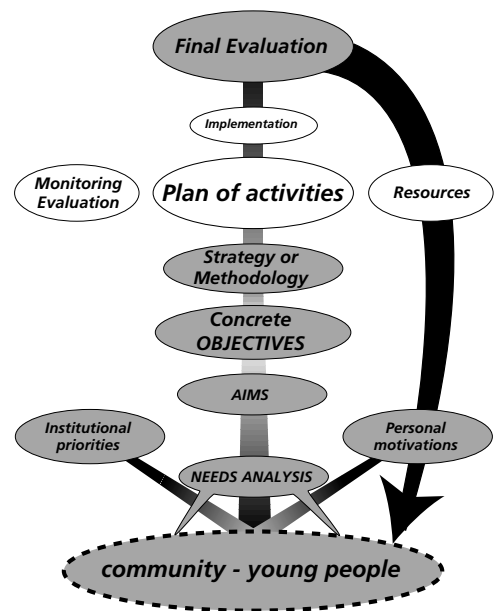 Final Evaluation
Implementation
Monitoring
Evaluation
Plan of activities
Resources
Strategy or
Methodology
Concrete
OBJECTIVES
AIMS
Institutional
priorities
Personal
motivations
NEEDS ANALYSIS
community - young people